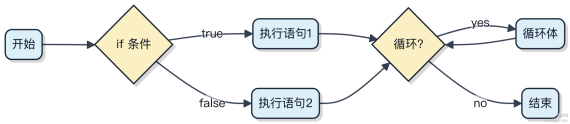 开始
if 条件
true
执行语句1
false
执行语句2
循环?
yes
循环体
no
结束